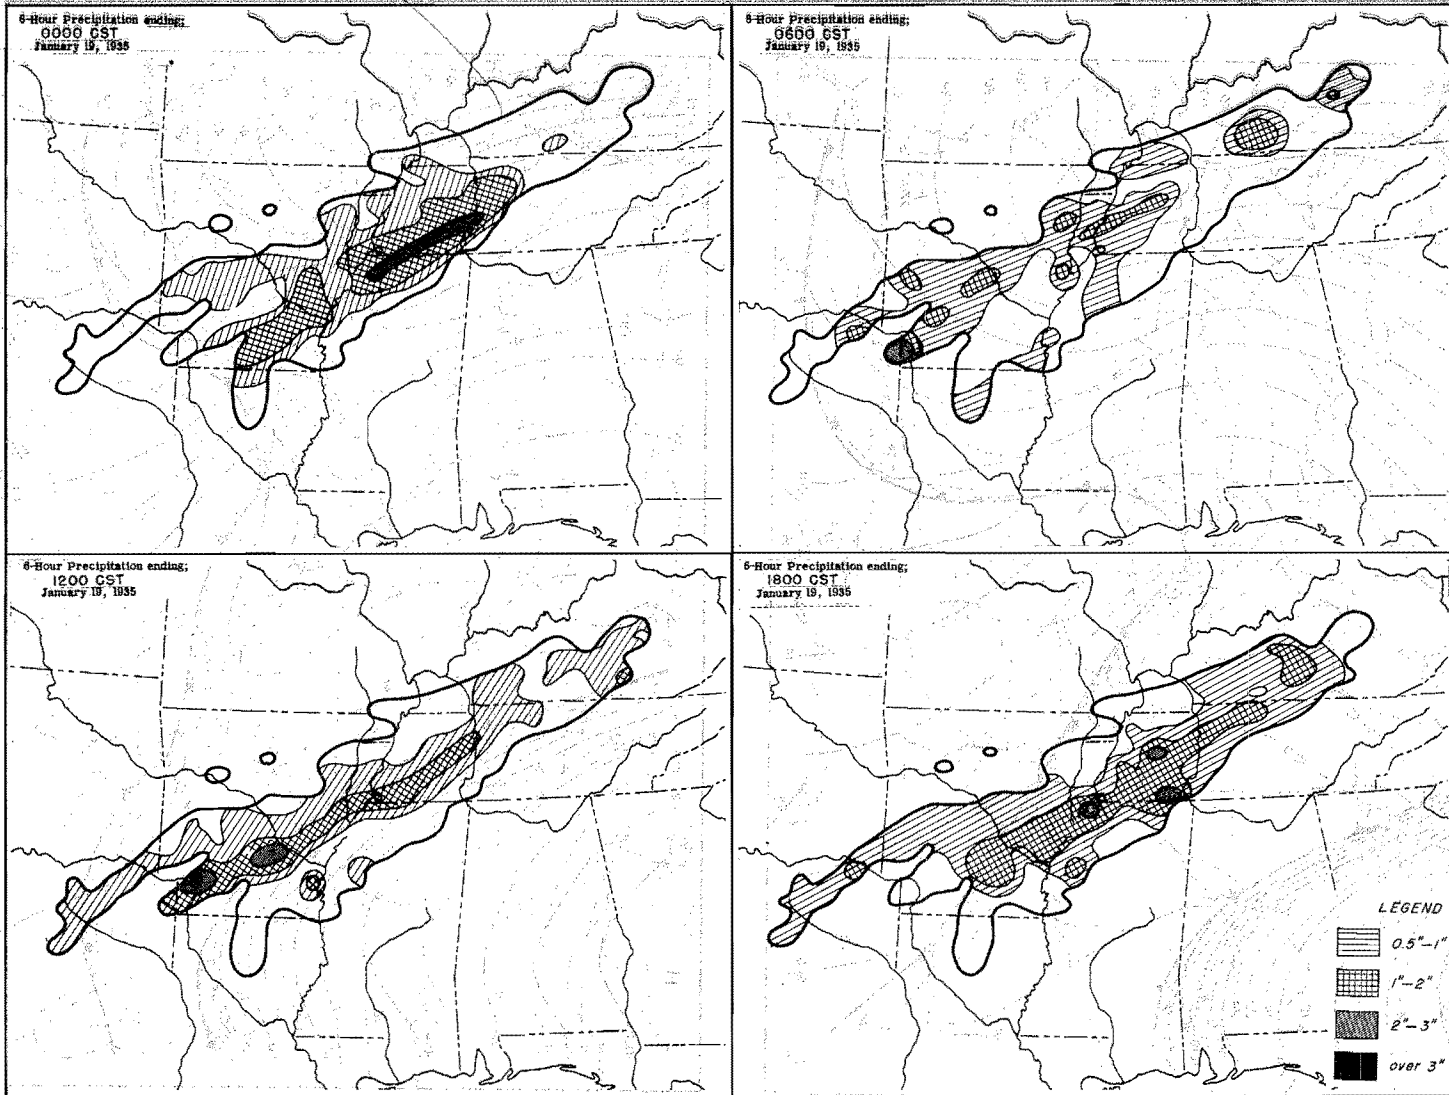 6-Hour Precipitation ending;
0000 CST
January 19, 1935
6-Hour Precipitation ending;
0600 CST
January 19, 1935
6-Hour Precipitation ending;
1200 CST
January 19, 1935
6-Hour Precipitation ending;
1800 CST
January 19, 1935
LEGEND
0.5"-1"
1"-2"
2"-3"
over 3"